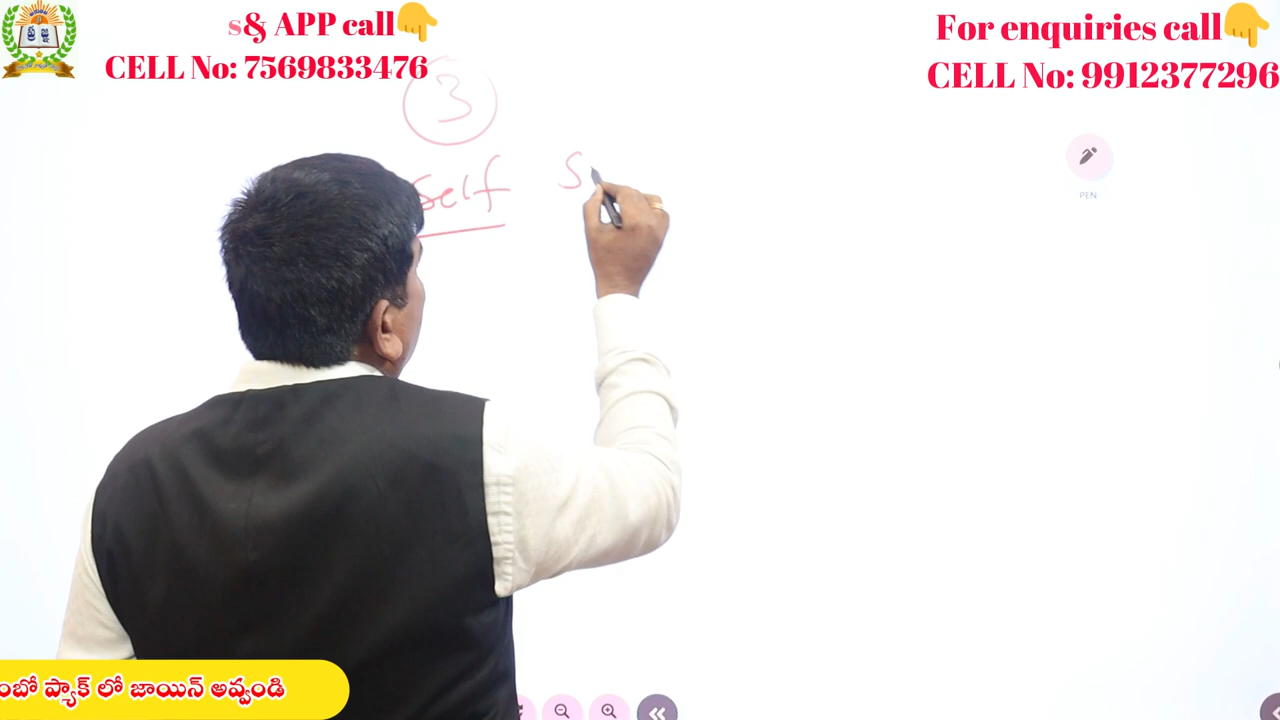 s& APP call
CELL No: 7569833476
For enquiries call
CELL No: 9912377296
3
Self S
PEN
ంబో ప్యాక్ లో జాయిన్ అవ్వండి